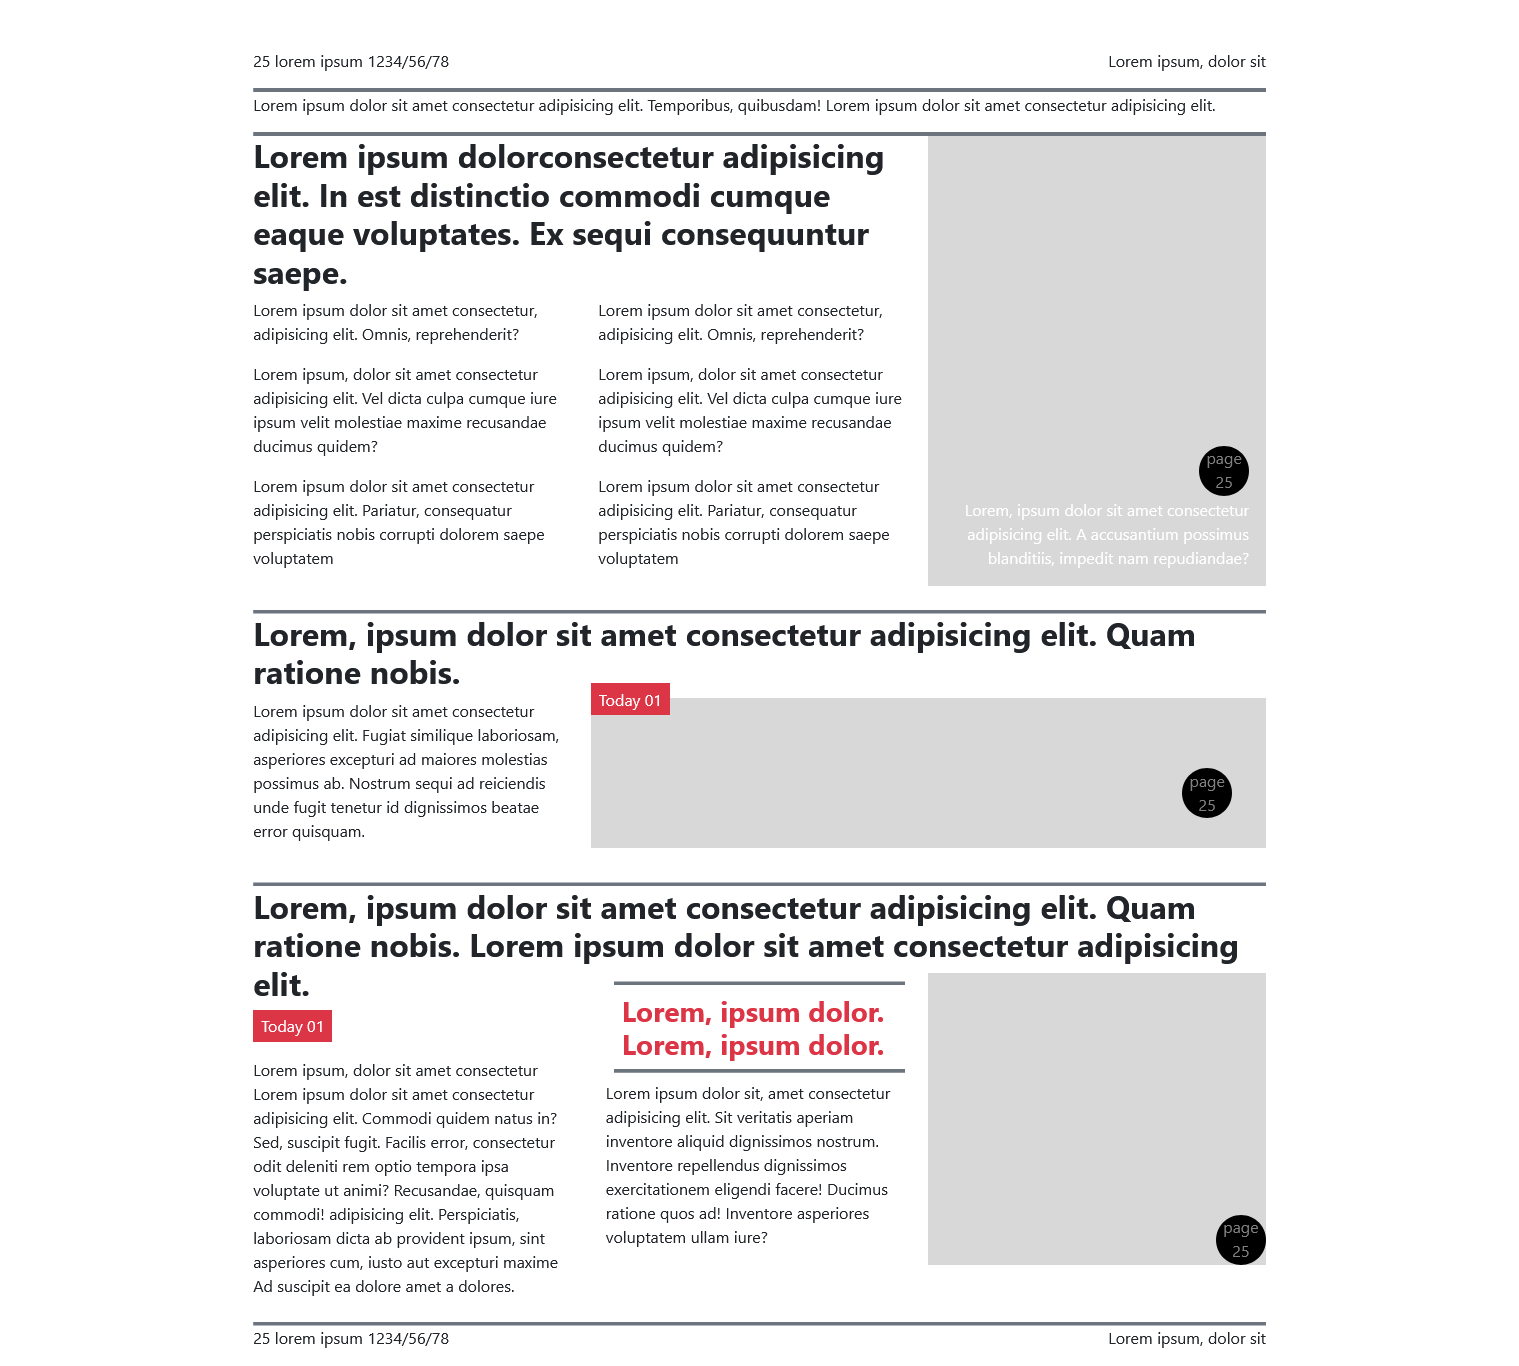 25 lorem ipsum 1234/56/78
Lorem ipsum, dolor sit
Lorem ipsum dolor sit amet consectetur adipisicing elit. Temporibus, quibusdam! Lorem ipsum dolor sit amet consectetur adipisicing elit.
Lorem ipsum dolorconsectetur adipisicing
elit. In est distinctio commodi cumque
eaque voluptates. Ex sequi consequuntur
saepe.
Lorem ipsum dolor sit amet consectetur,
adipisicing elit. Omnis, reprehenderit?
Lorem ipsum, dolor sit amet consectetur
adipisicing elit. Vel dicta culpa cumque iure
ipsum velit molestiae maxime recusandae
ducimus quidem?
Lorem ipsum dolor sit amet consectetur
adipisicing elit. Pariatur, consequatur
perspiciatis nobis corrupti dolorem saepe
voluptatem
Lorem ipsum dolor sit amet consectetur,
adipisicing elit. Omnis, reprehenderit?
Lorem ipsum, dolor sit amet consectetur
adipisicing elit. Vel dicta culpa cumque iure
ipsum velit molestiae maxime recusandae
ducimus quidem?
Lorem ipsum dolor sit amet consectetur
adipisicing elit. Pariatur, consequatur
perspiciatis nobis corrupti dolorem saepe
voluptatem
page
25
Lorem, ipsum dolor sit amet consectetur
adipisicing elit. A accusantium possimus
blanditiis, impedit nam repudiandae?
Lorem, ipsum dolor sit amet consectetur adipisicing elit. Quam
ratione nobis.
Lorem ipsum dolor sit amet consectetur
adipisicing elit. Fugiat similique laboriosam,
asperiores excepturi ad maiores molestias
possimus ab. Nostrum sequi ad reiciendis
unde fugit tenetur id dignissimos beatae
error quisquam.
Today 01
page
25
Lorem, ipsum dolor sit amet consectetur adipisicing elit. Quam
ratione nobis. Lorem ipsum dolor sit amet consectetur adipisicing
elit.
Today 01
Lorem ipsum, dolor sit amet consectetur
Lorem ipsum dolor sit amet consectetur
adipisicing elit. Commodi quidem natus in?
Sed, suscipit fugit. Facilis error, consectetur
odit deleniti rem optio tempora ipsa
voluptate ut animi? Recusandae, quisquam
commodi! adipisicing elit. Perspiciatis,
laboriosam dicta ab provident ipsum, sint
asperiores cum, iusto aut excepturi maxime
Ad suscipit ea dolore amet a dolores.
Lorem, ipsum dolor.
Lorem, ipsum dolor.
Lorem ipsum dolor sit, amet consectetur
adipisicing elit. Sit veritatis aperiam
inventore aliquid dignissimos nostrum.
Inventore repellendus dignissimos
exercitationem eligendi facere! Ducimus
ratione quos ad! Inventore asperiores
voluptatem ullam iure?
page
25
25 lorem ipsum 1234/56/78
Lorem ipsum, dolor sit